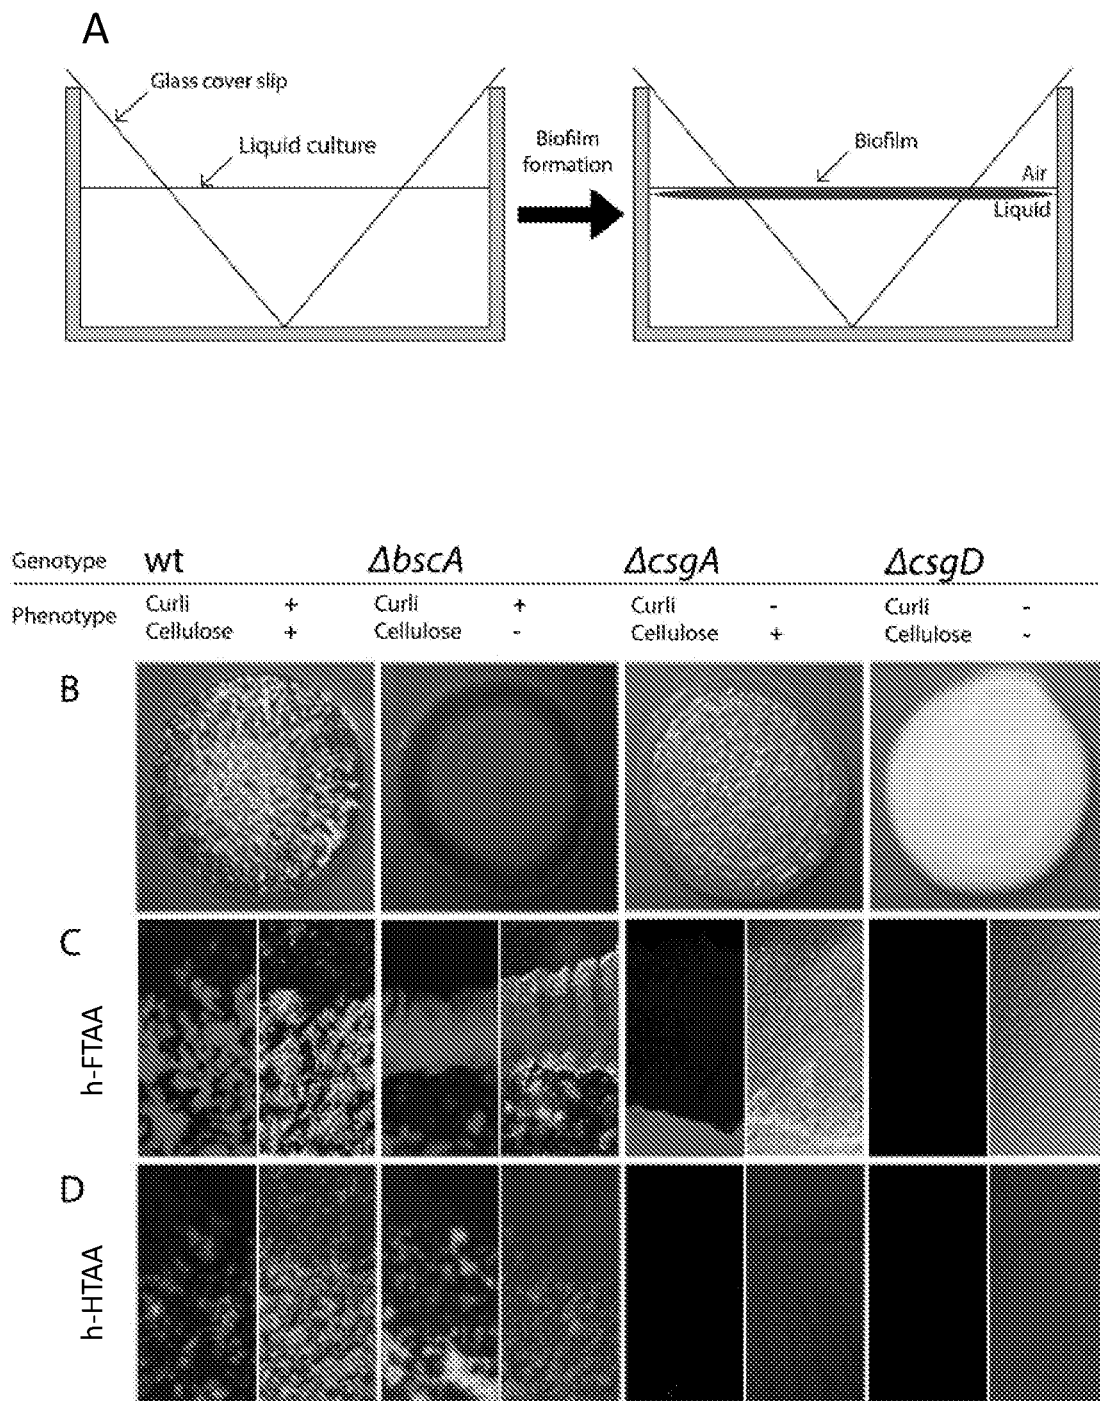 A
Glass cover slip
Liquid culture
Biofilm
formation
Biofilm
Air
Liquid
Genotype wt ΔbscA ΔcsgA ΔcsgD
Phenotype
Curli + Curli + Curli - Curli -
Cellulose + Cellulose - Cellulose + Cellulose -
B
C
h-FTAA
D
h-HTAA